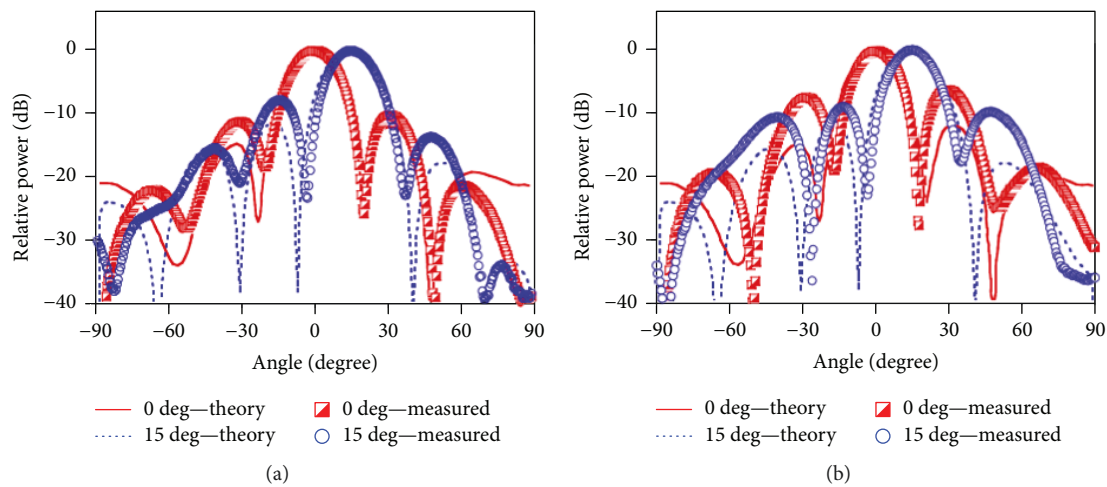 0
−10
−20
−30
−40
Relative power (dB)
−90 −60 −30 0 30 60 90
Angle (degree)
0 deg—theory 0 deg—measured
15 deg—theory 15 deg—measured
(a)
0
−10
−20
−30
−40
Relative power (dB)
−90 −60 −30 0 30 60 90
Angle (degree)
0 deg—theory 0 deg—measured
15 deg—theory 15 deg—measured
(b)